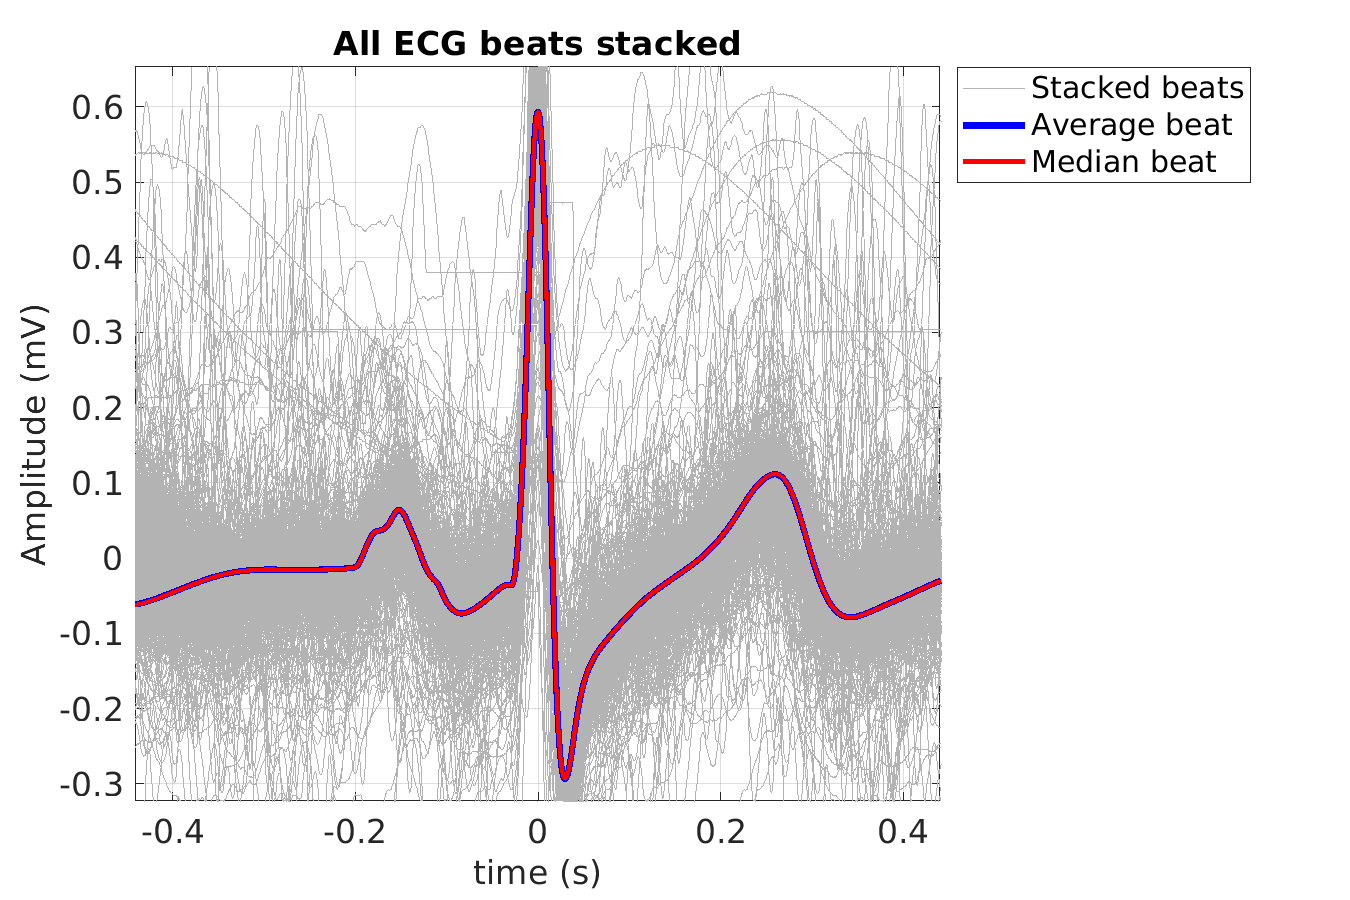 All ECG beats stacked
Stacked beats
Average beat
Median beat
0.6
0.5
0.4
0.3
0.2
0.1
0
-0.1
-0.2
-0.3
Amplitude (mV)
-0.4 -0.2 0 0.2 0.4
time (s)